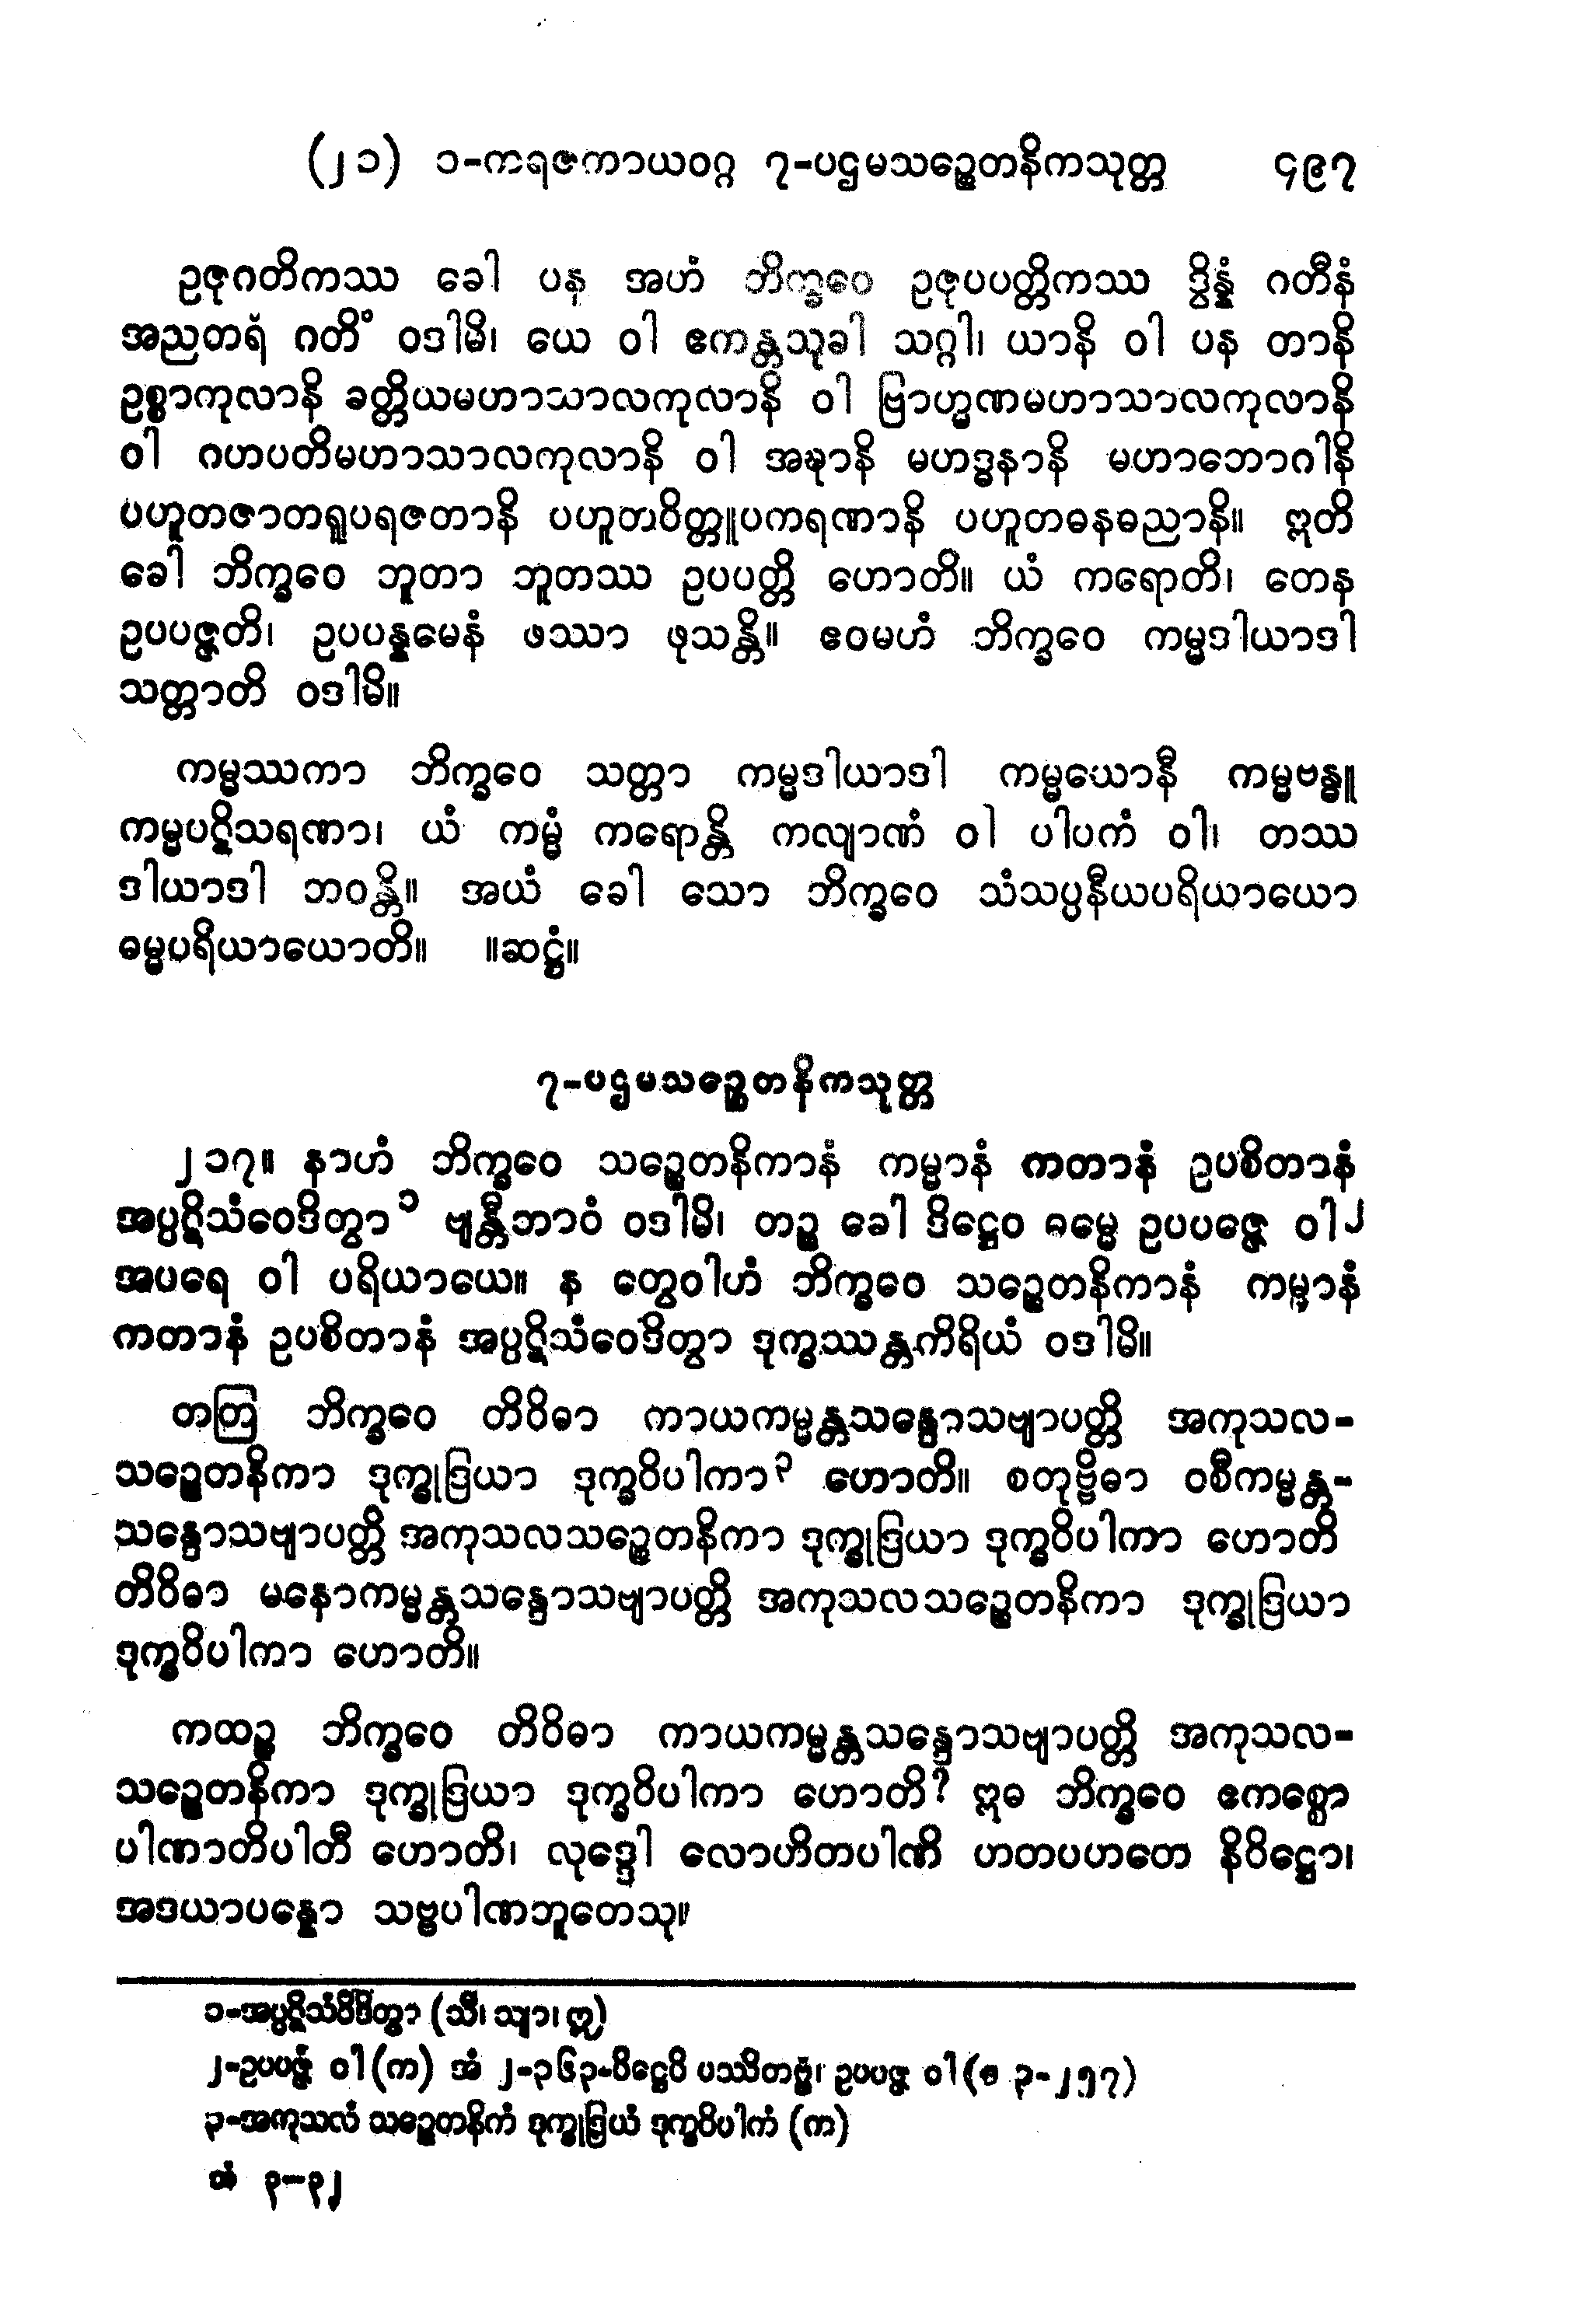 (၂၁) ၁-ကရဇကာယဝဂ္ဂ ၇-ပဌမသဉ္စေတနိကသုတ္တ ၄၉၇
ဥဇုဂတိကဿ ခေါ ပန အဟံ ဘိက္ခဝေ ဥဇုပပတ္တိကဿ ဒွိန္နံ ဂတီနံ
အညတရံ ဂတိံ ဝဒါမိ၊ ယေ ဝါ ဧကန္တသုခါ သဂ္ဂါ၊ ယာနိ ဝါ ပန တာနိ
ဥစ္စာကုလာနိ ခတ္တိယမဟာသာလကုလာနိ ဝါ ဗြာဟ္မဏမဟာသာလကုလာနိ
ဝါ ဂဟပတိမဟာသာလကုလာနိ ဝါ အဍ္ဎာနိ မဟဒ္ဓနာနိ မဟာဘောဂါနိ
ပဟူတဇာတရူပရဇတာနိ ပဟူတဝိတ္တူပကရဏာနိ ပဟူတဓနဓညာနိ။ ဣတိ
ခေါ ဘိက္ခဝေ ဘူတာ ဘူတဿ ဥပပတ္တိ ဟောတိ။ ယံ ကရောတိ၊ တေန
ဥပပဇ္ဇတိ၊ ဥပပန္နမေနံ ဖဿာ ဖုသန္တိ။ ဧဝမဟံ ဘိက္ခဝေ ကမ္မဒါယာဒါ
သတ္တာတိ ဝဒါမိ။
ကမ္မဿကာ ဘိက္ခဝေ သတ္တာ ကမ္မဒါယာဒါ ကမ္မယောနီ ကမ္မဗန္ဓူ
ကမ္မပဋိသရဏာ၊ ယံ ကမ္မံ ကရောန္တိ ကလျာဏံ ဝါ ပါပကံ ဝါ၊ တဿ
ဒါယာဒါ ဘဝန္တိ။ အယံ ခေါ သော ဘိက္ခဝေ သံသပ္ပနီယပရိယာယော
ဓမ္မပရိယာယောတိ။ ။ဆဋ္ဌံ။
၇-ပဌမသဉ္စေတနိကသုတ္တ
၂၁၇။ နာဟံ ဘိက္ခဝေ သဉ္စေတနိကာနံ ကမ္မာနံ ကတာနံ ဥပစိတာနံ
အပ္ပဋိသံဝေဒိတွာ၁ ဗျန္တီဘာဝံ ဝဒါမိ၊ တဉ္စ ခေါ ဒိဋ္ဌေဝ ဓမ္မေ ဥပပဇ္ဇေ ဝါ၂
အပရေ ဝါ ပရိယာယေ။ န တွေဝါဟံ ဘိက္ခဝေ သဉ္စေတနိကာနံ ကမ္မာနံ
ကတာနံ ဥပစိတာနံ အပ္ပဋိသံဝေဒိတွာ ဒုက္ခဿန္တကိရိယံ ဝဒါမိ။
တတြ ဘိက္ခဝေ တိဝိဓာ ကာယကမ္မန္တသန္ဒောသဗျာပတ္တိ အကုသလ-
သဉ္စေတနိကာ ဒုက္ခုဒြယာ ဒုက္ခဝိပါကာ၃ ဟောတိ။ စတုဗ္ဗိဓာ ဝစီကမ္မန္တ-
သန္ဒောသဗျာပတ္တိ အကုသလသဉ္စေတနိကာ ဒုက္ခုဒြယာ ဒုက္ခဝိပါကာ ဟောတိ
တိဝိဓာ မနောကမ္မန္တသန္ဒောသဗျာပတ္တိ အကုသလသဉ္စေတနိကာ ဒုက္ခုဒြယာ
ဒုက္ခဝိပါကာ ဟောတိ။
ကထဉ္စ ဘိက္ခဝေ တိဝိဓာ ကာယကမ္မန္တသန္ဒောသဗျာပတ္တိ အကုသလ-
သဉ္စေတနိကာ ဒုက္ခုဒြယာ ဒုက္ခဝိပါကာ ဟောတိ? ဣဓ ဘိက္ခဝေ ဧကစ္စော
ပါဏာတိပါတီ ဟောတိ၊ လုဒ္ဒေါ လောဟိတပါဏိ ဟတပဟတေ နိဝိဋ္ဌော၊
အဒယာပန္နော သဗ္ဗပါဏဘူတေသု။
၁-အပ္ပဋိသံဝိဒိတွာ (သီ၊ သျာ၊ ဣ)
၂-ဥပပဇ္ဇံ ဝါ (က) အံ ၂-၃၆၃-ပိဋ္ဌေပိ ပဿိတဗ္ဗံ၊ ဥပပဇ္ဇ ဝါ (မ ၃-၂၅၇)
၃-အကုသလံ သဉ္စေတနိကံ ဒုက္ခုဒြယံ ဒုက္ခဝိပါကံ (က)
အံ ၃-၃၂